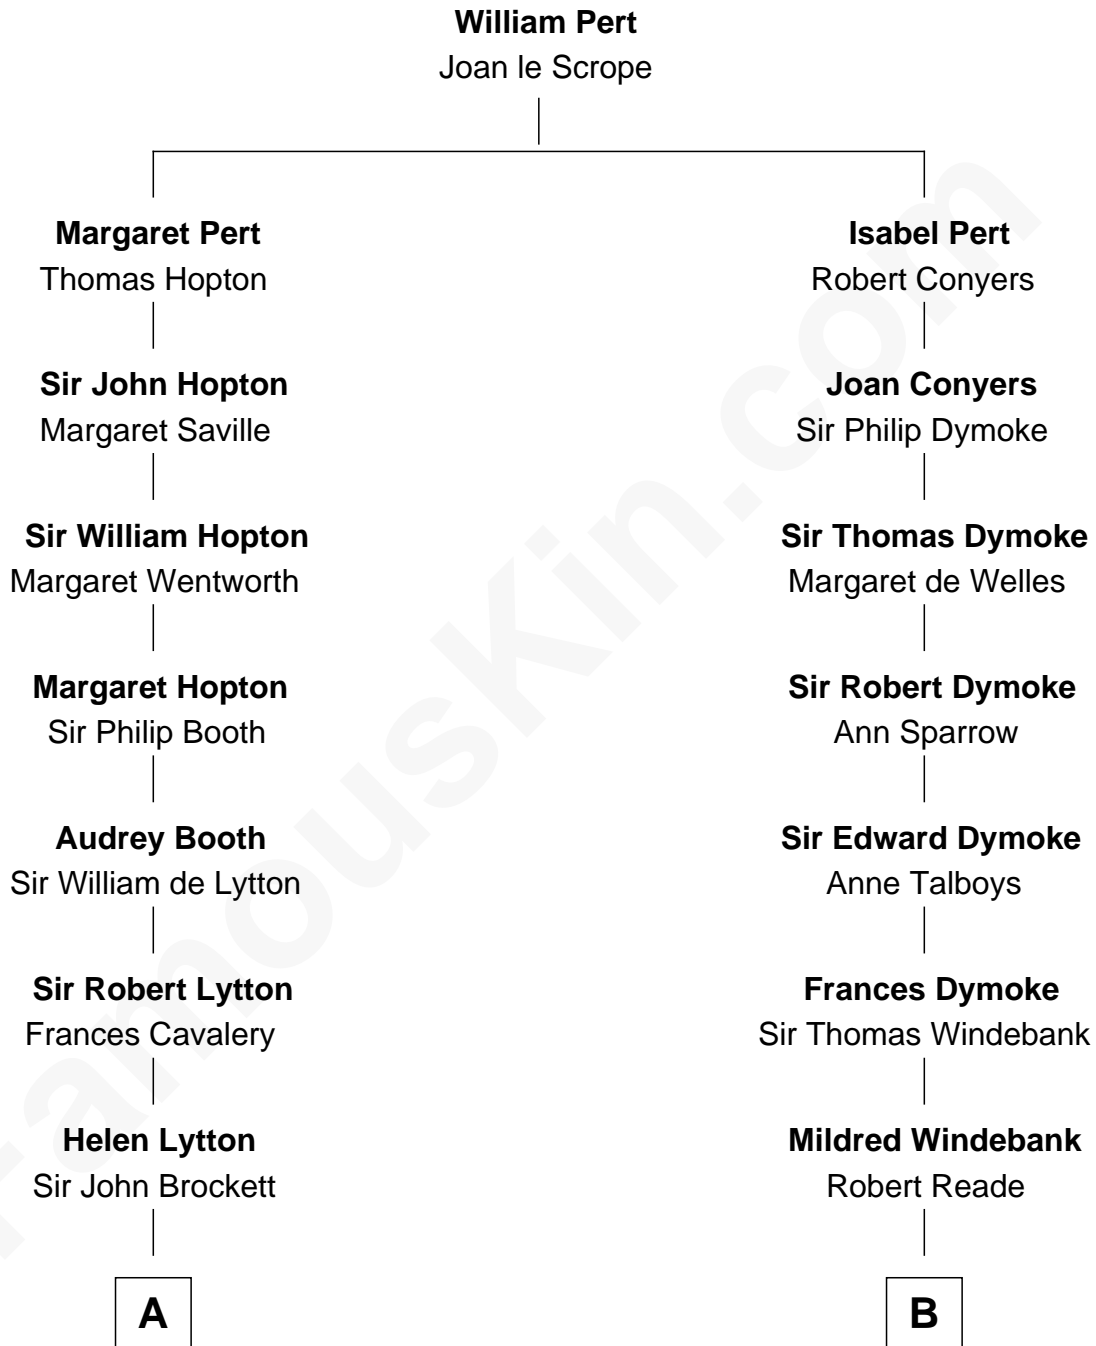 William Pert
Joan le Scrope
Margaret Pert
Thomas Hopton
Isabel Pert
Robert Conyers
Sir John Hopton
Margaret Saville
Joan Conyers
Sir Philip Dymoke
Sir William Hopton
Margaret Wentworth
Sir Thomas Dymoke
Margaret de Welles
Margaret Hopton
Sir Philip Booth
Sir Robert Dymoke
Ann Sparrow
Audrey Booth
Sir William de Lytton
Sir Edward Dymoke
Anne Talboys
Sir Robert Lytton
Frances Cavalery
Frances Dymoke
Sir Thomas Windebank
Helen Lytton
Sir John Brockett
Mildred Windebank
Robert Reade
A
B
FamousKin.com